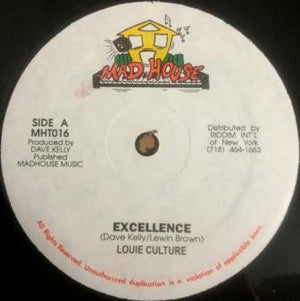 MAD HOUSE
SIDE A
MHT016
Produced by
DAVE KELLY
Published
MADHOUSE MUSIC
Distributed by
RIDDIM INT'L
of New York
(718) 464-1663
EXCELLENCE
(Dave Kelly/Lewin Brown)
LOUIE CULTURE
All Rights Reserved. Unauthorized duplication is a violation of applicable laws.